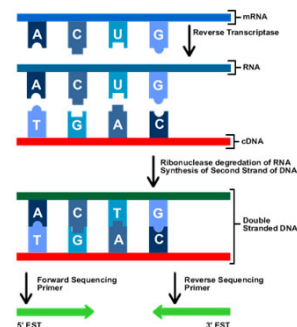 mRNA
A C U G
Reverse Transcriptase
RNA
A C U G
T G A C
cDNA
Ribonuclease degredation of RNA
Synthesis of Second Strand of DNA
A C T G
T G A C
Double
Stranded DNA
Forward Sequencing
Primer
Reverse Sequencing
Primer
5' EST
3' EST